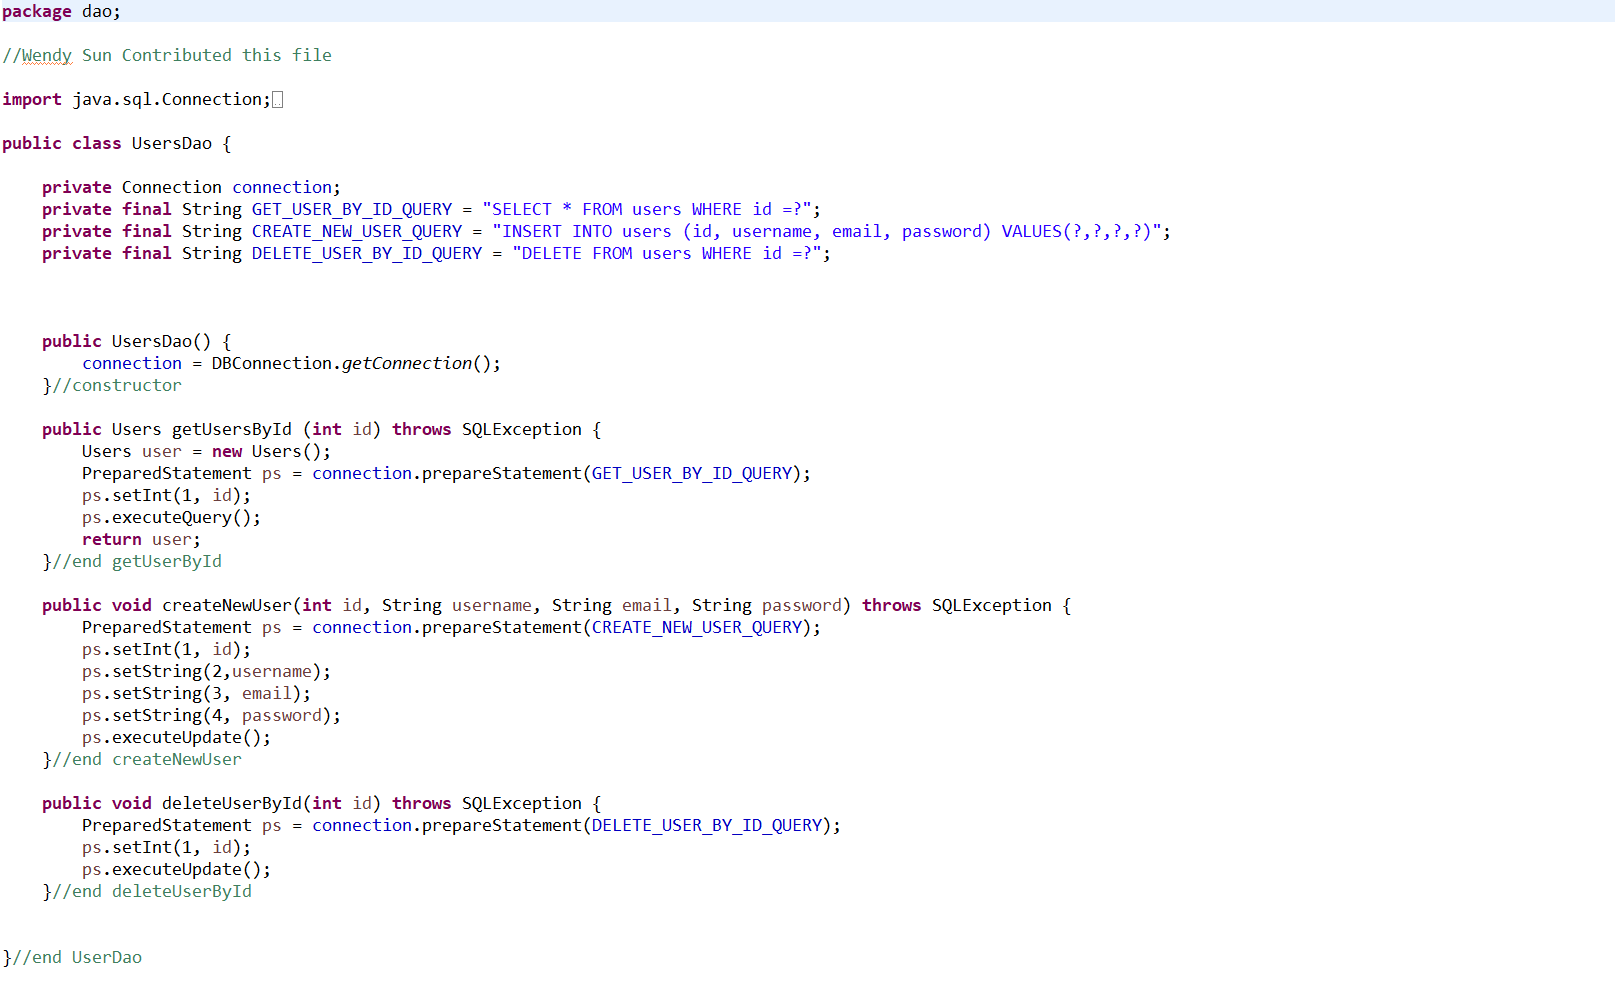 package dao;
//Wendy Sun Contributed this file
import java.sql.Connection;
public class UsersDao {
private Connection connection;
private final String GET_USER_BY_ID_QUERY = "SELECT * FROM users WHERE id =?";
private final String CREATE_NEW_USER_QUERY = "INSERT INTO users (id, username, email, password) VALUES(?,?,?,?)";
private final String DELETE_USER_BY_ID_QUERY = "DELETE FROM users WHERE id =?";
public UsersDao() {
connection = DBConnection.getConnection();
}//constructor
public Users getUsersById (int id) throws SQLException {
Users user = new Users();
PreparedStatement ps = connection.prepareStatement(GET_USER_BY_ID_QUERY);
ps.setInt(1, id);
ps.executeQuery();
return user;
}//end getUserById
public void createNewUser(int id, String username, String email, String password) throws SQLException {
PreparedStatement ps = connection.prepareStatement(CREATE_NEW_USER_QUERY);
ps.setInt(1, id);
ps.setString(2,username);
ps.setString(3, email);
ps.setString(4, password);
ps.executeUpdate();
}//end createNewUser
public void deleteUserById(int id) throws SQLException {
PreparedStatement ps = connection.prepareStatement(DELETE_USER_BY_ID_QUERY);
ps.setInt(1, id);
ps.executeUpdate();
}//end deleteUserById
}//end UserDao